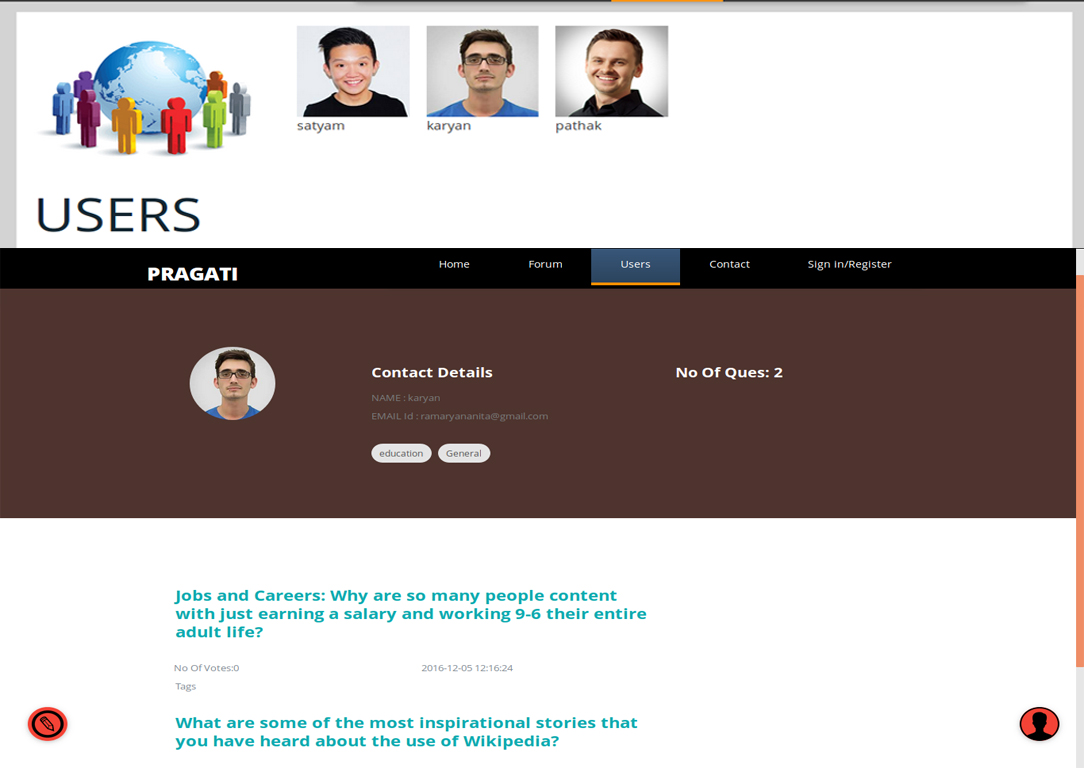 satyam
karyan
pathak
USERS
PRAGATI
Home
Forum
Users
Contact
Sign in/Register
Contact Details
No Of Ques: 2
NAME : karyan
EMAIL Id : ramaryananita@gmail.com
education
General
Jobs and Careers: Why are so many people content
with just earning a salary and working 9-6 their entire
adult life?
No Of Votes:0
2016-12-05 12:16:24
Tags
What are some of the most inspirational stories that
you have heard about the use of Wikipedia?